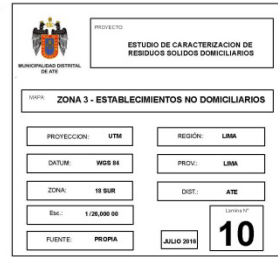 PROYECTO:
ESTUDIO DE CARACTERIZACION DE
RESIDUOS SOLIDOS DOMICILIARIOS
MUNICIPALIDAD DISTRITAL
DE ATE
MAPA: ZONA 3 - ESTABLECIMIENTOS NO DOMICILIARIOS
PROYECCION: UTM
REGIÓN: LIMA
DATUM: WGS 84
PROV.: LIMA
ZONA: 18 SUR
DIST.: ATE
Esc.: 1/26,000 00
Lamina N°
10
FUENTE: PROPIA
JULIO 2018